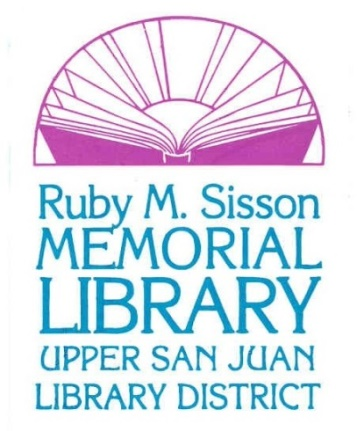 Ruby M. Sisson
MEMORIAL
LIBRARY
UPPER SAN JUAN
LIBRARY DISTRICT